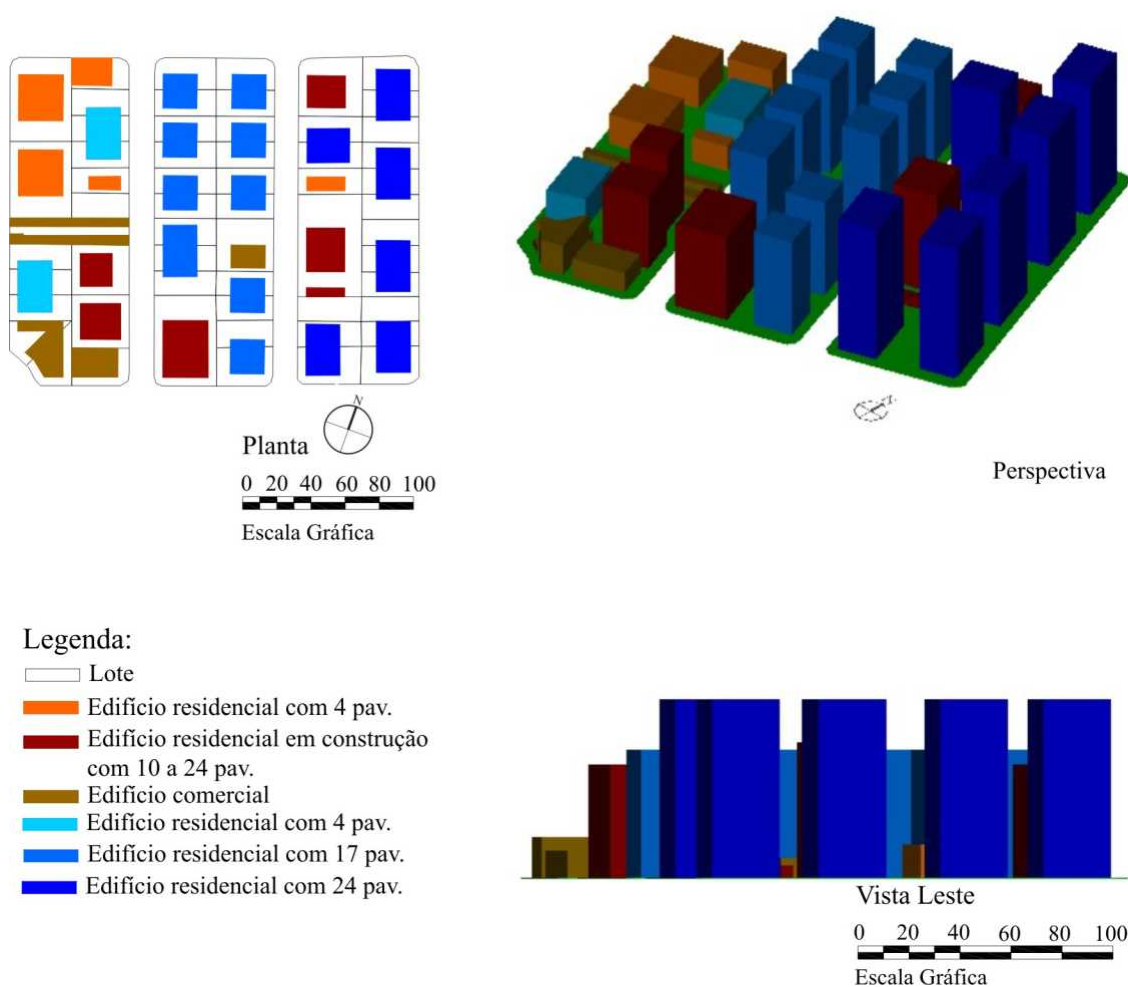 N
Planta
0 20 40 60 80 100
Escala Gráfica
Perspectiva
Legenda:
Lote
Edifício residencial com 4 pav.
Edifício residencial em construção
com 10 a 24 pav.
Edifício comercial
Edifício residencial com 4 pav.
Edifício residencial com 17 pav.
Edifício residencial com 24 pav.
Vista Leste
0 20 40 60 80 100
Escala Gráfica